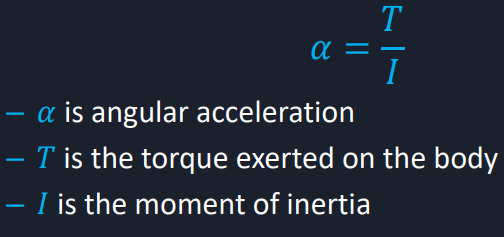 α = T/I
– α is angular acceleration
– T is the torque exerted on the body
– I is the moment of inertia